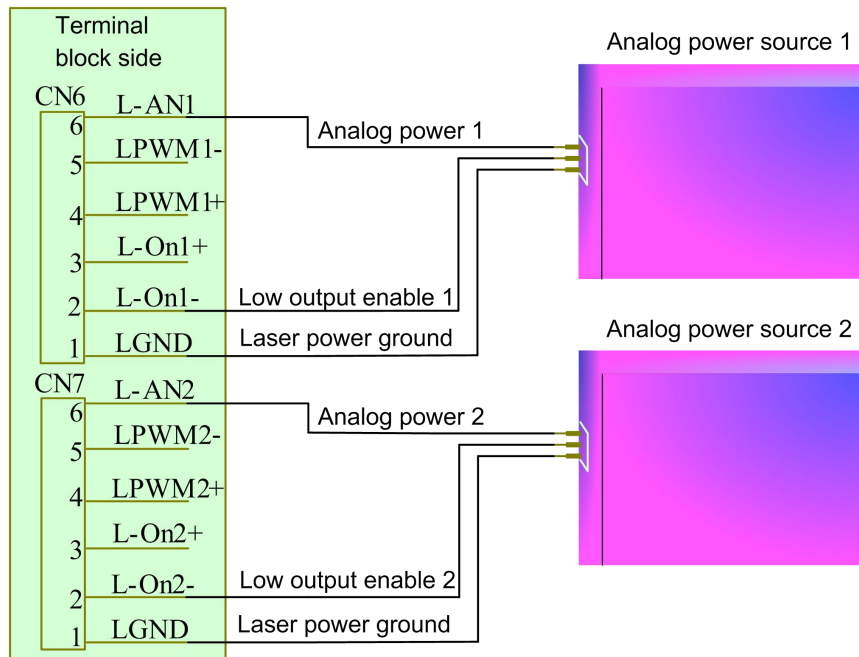 Terminal
block side
Analog power source 1
CN6
6 L-AN1
Analog power 1
5 LPWM1-
4 LPWM1+
3 L-On1+
2 L-On1-
Low output enable 1
1 LGND
Laser power ground
Analog power source 2
CN7
6 L-AN2
Analog power 2
5 LPWM2-
4 LPWM2+
3 L-On2+
2 L-On2-
Low output enable 2
1 LGND
Laser power ground